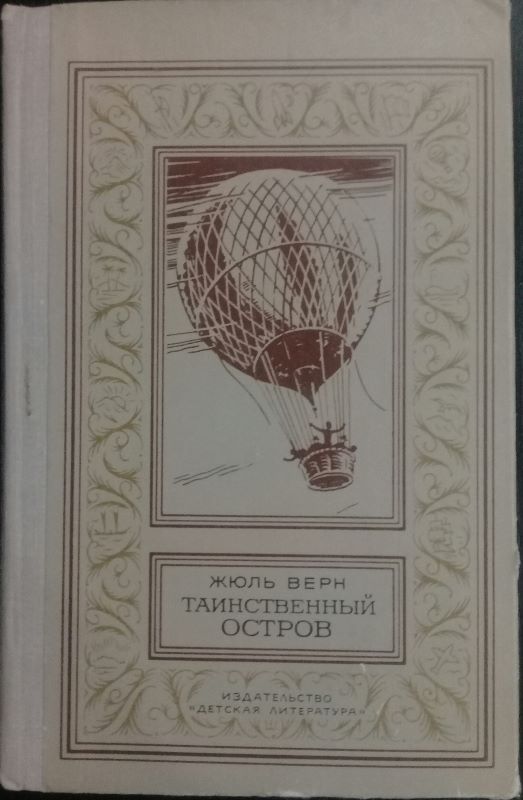 ЖЮЛЬ ВЕРН
ТАИНСТВЕННЫЙ
ОСТРОВ
ИЗДАТЕЛЬСТВО
«ДЕТСКАЯ ЛИТЕРАТУРА»